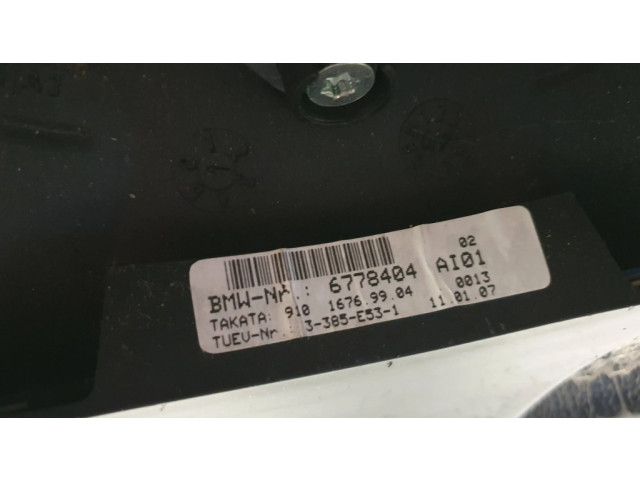 02
BMW-Nr.: 6778404 AI01
TAKATA: 910 1676.99.04 0013
TUEV-Nr 3-385-E53-1 11.01.07